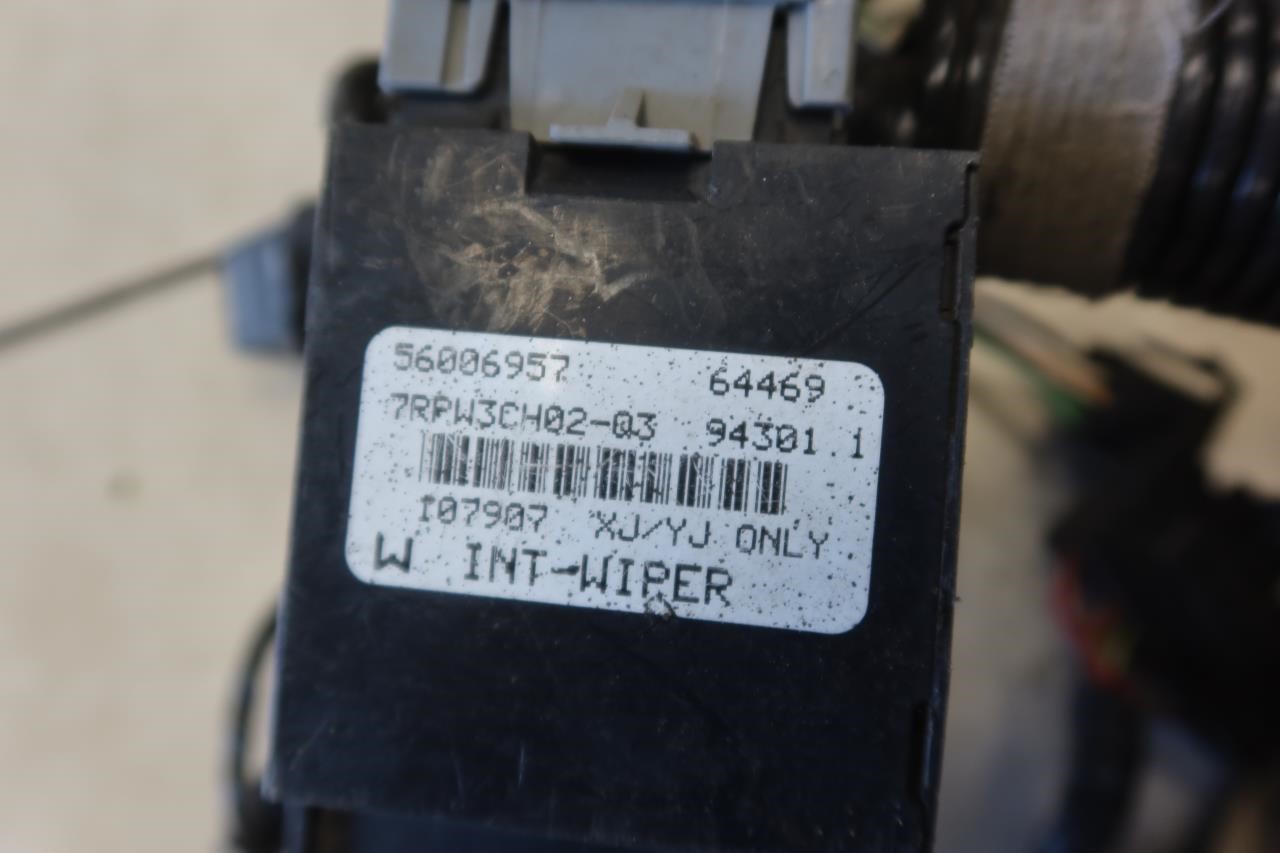 56006957 64469
7RPW3CH02-Q3 94301.1
I07907 XJ/YJ ONLY
W INT-WIPER